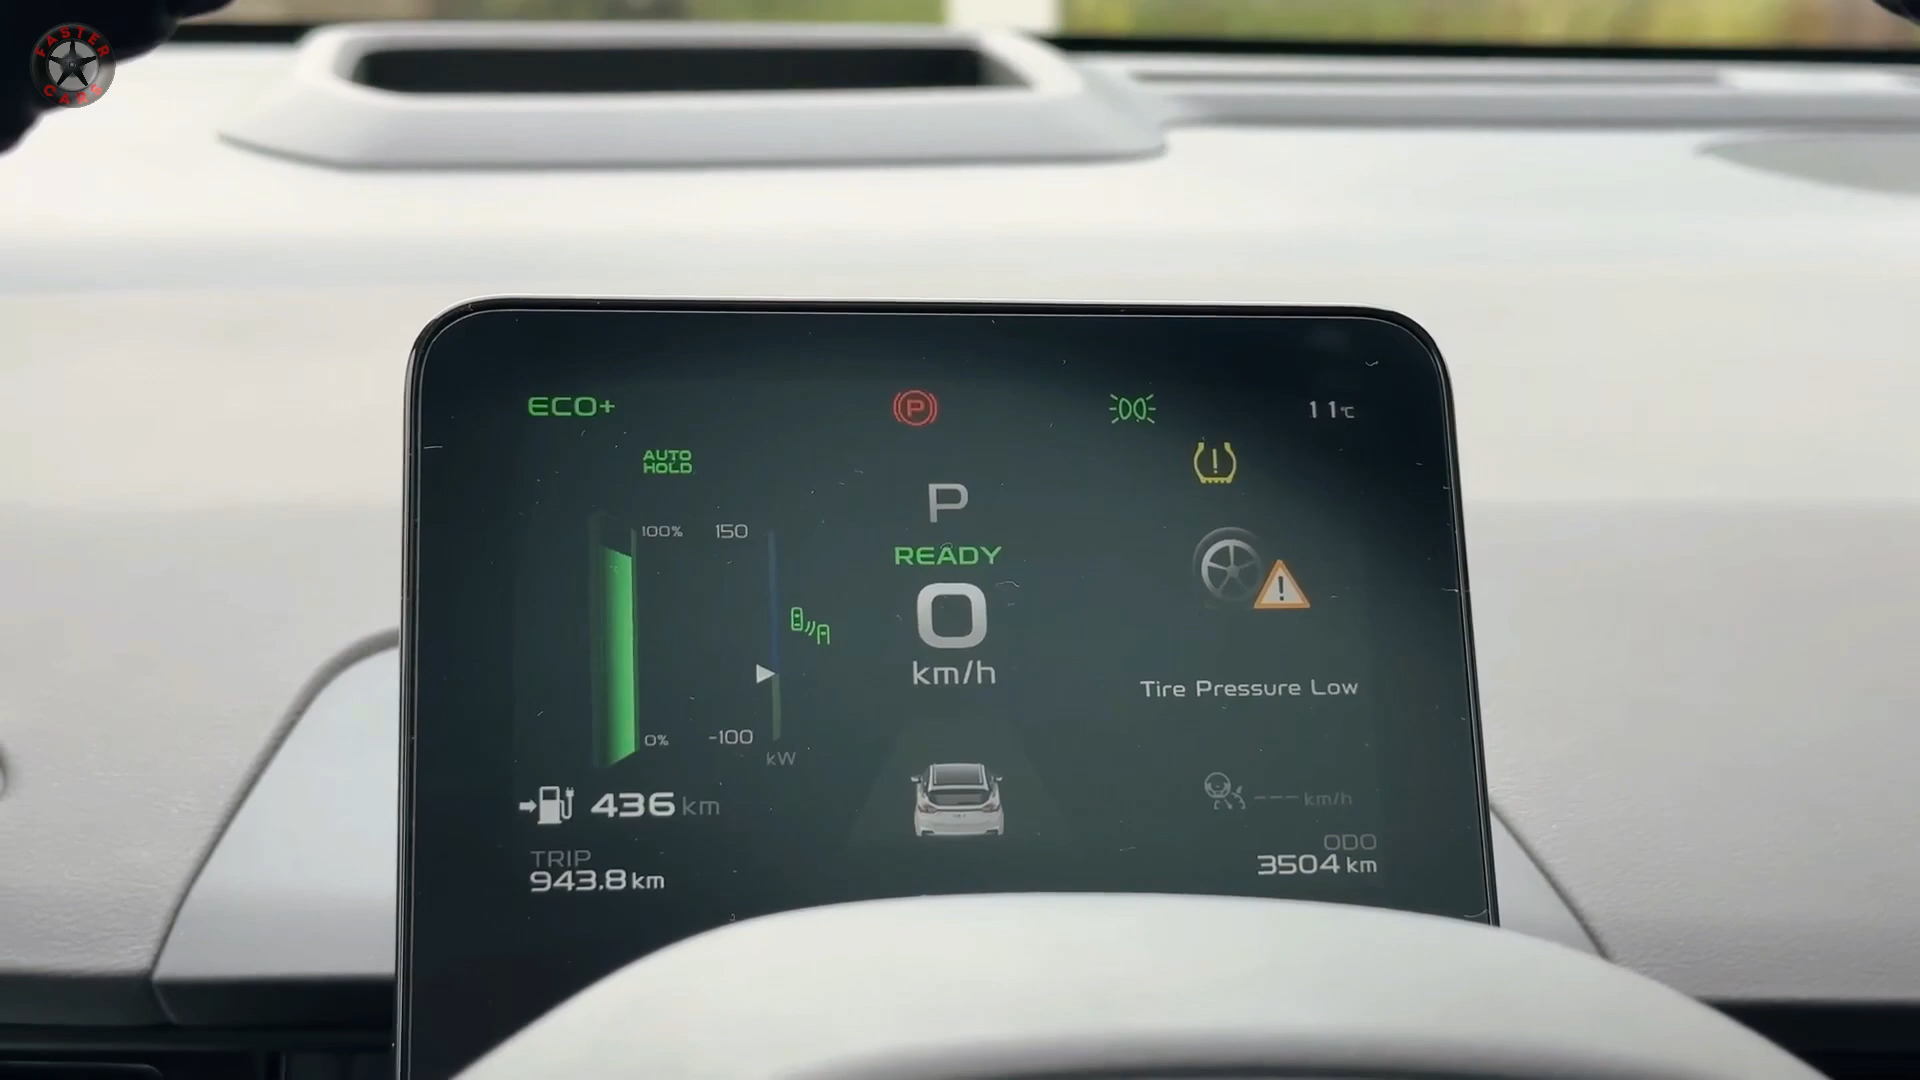 FASTER
CARS
ECO+
P
11℃
AUTO
HOLD
P
READY
0
km/h
100%
150
0%
-100
kW
Tire Pressure Low
436 km
--- km/h
TRIP
943.8 km
ODO
3504 km